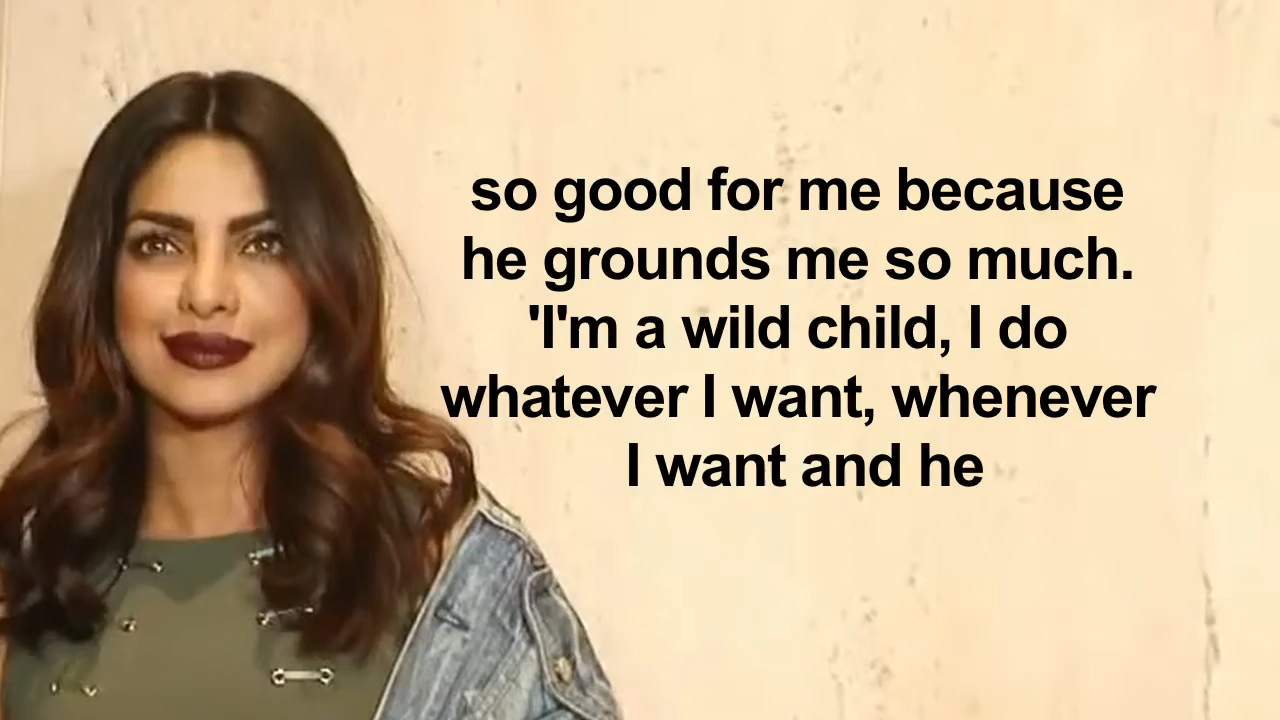 so good for me because
he grounds me so much.
'I'm a wild child, I do
whatever I want, whenever
I want and he